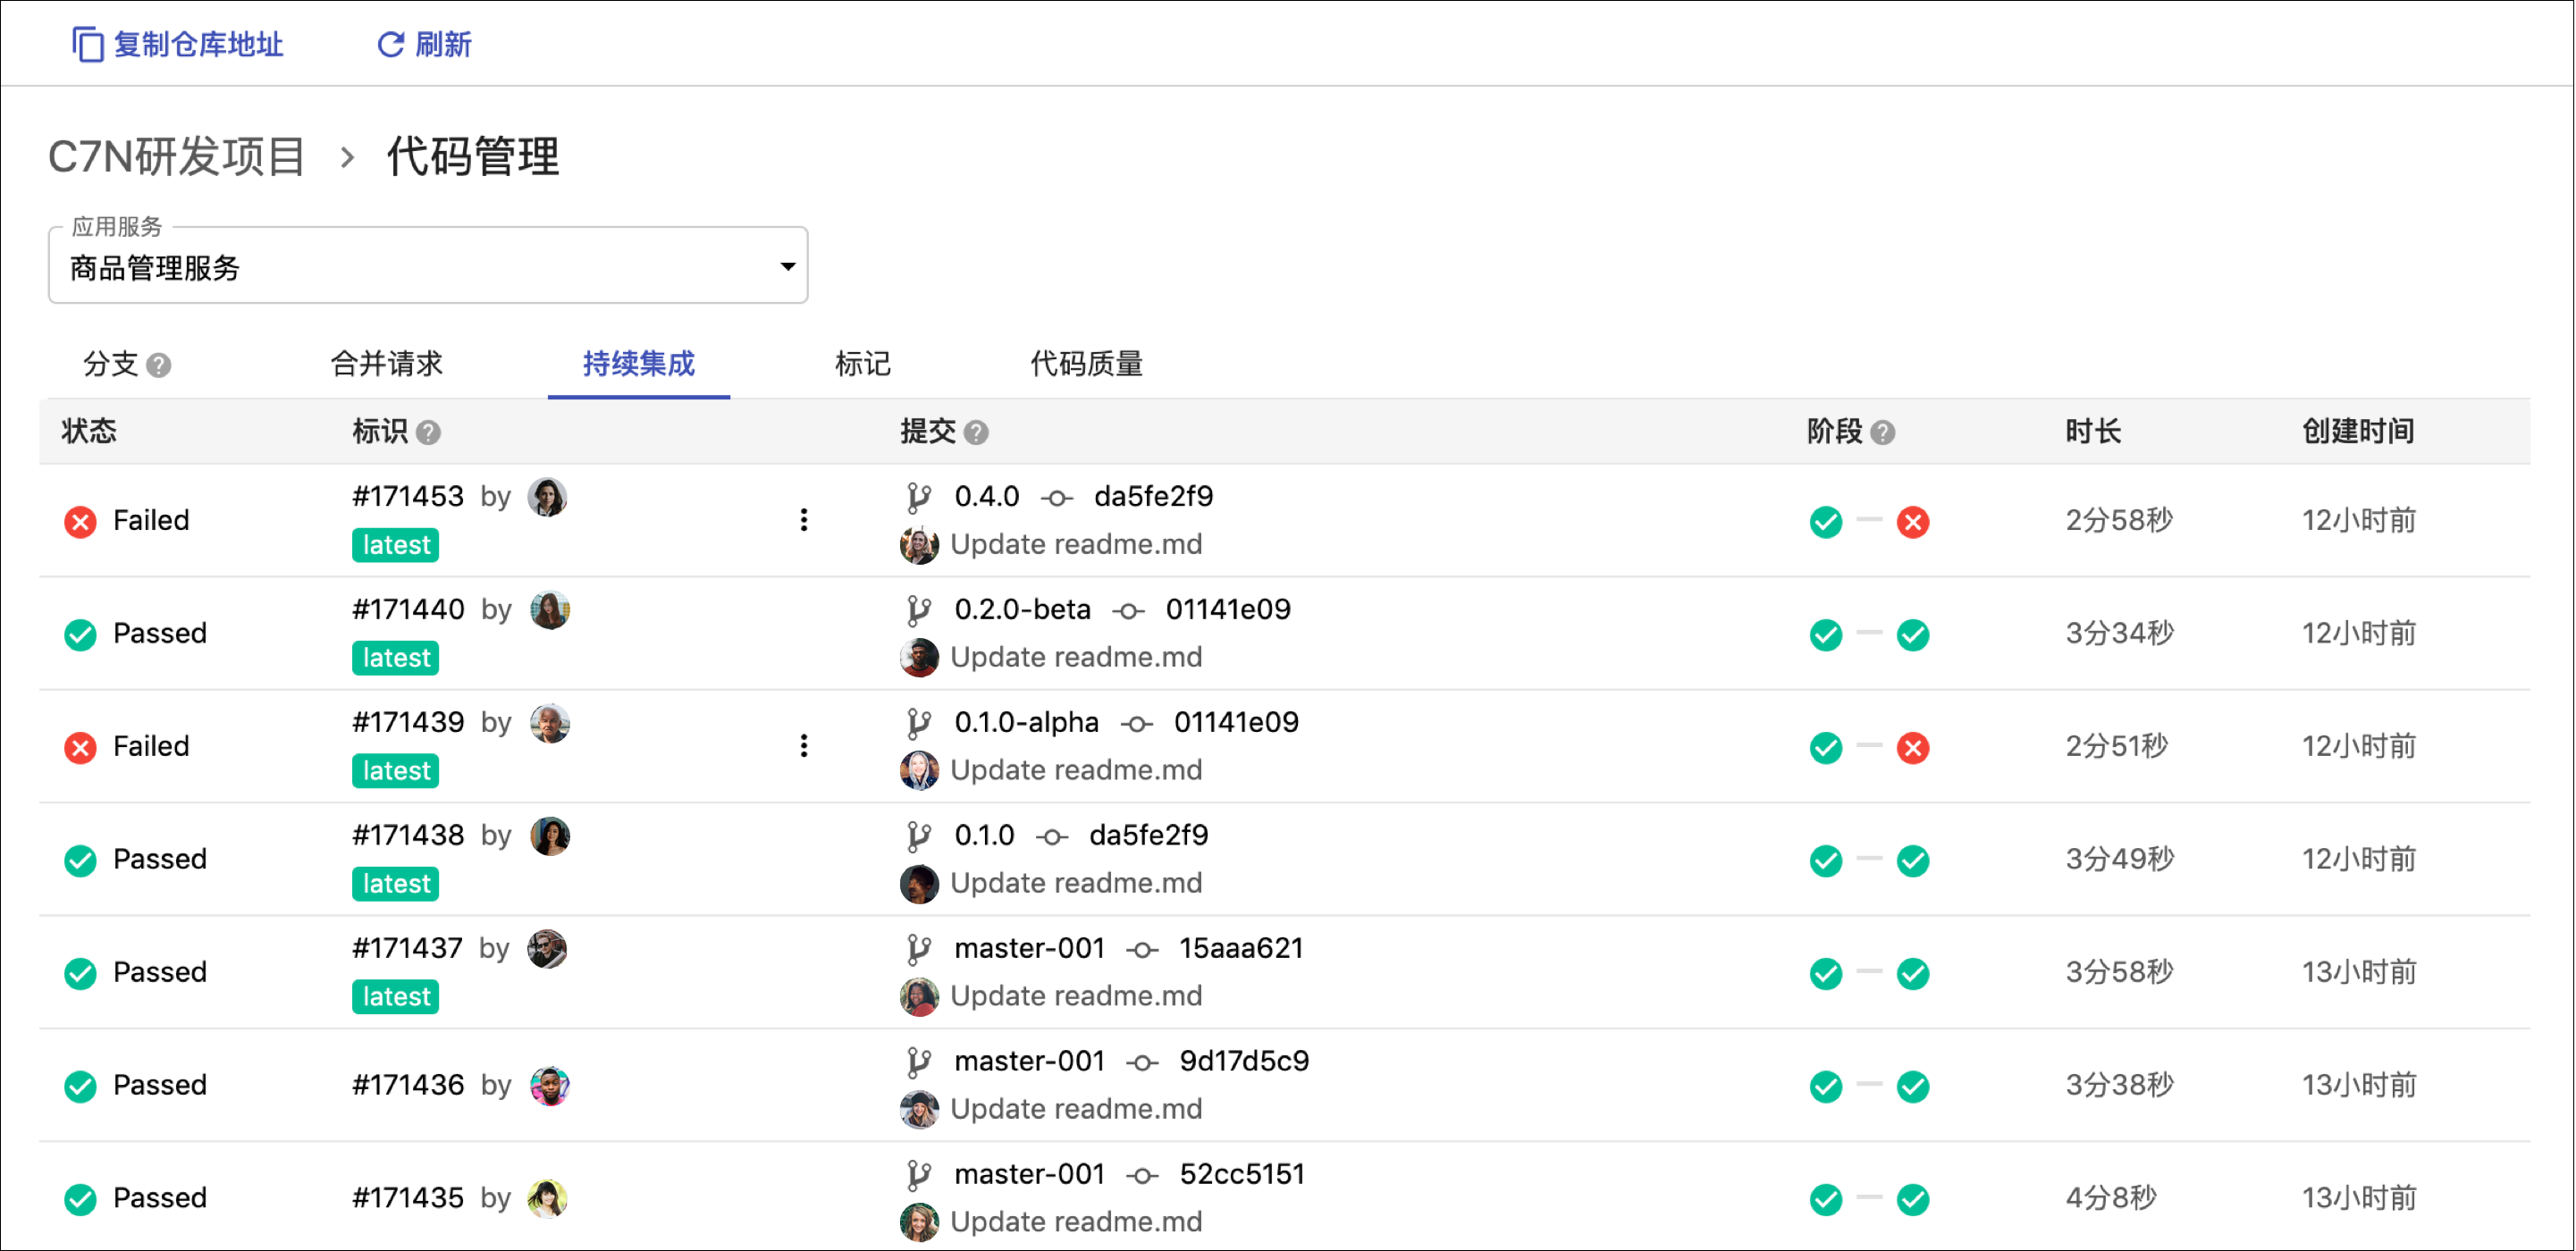 复制仓库地址 刷新
C7N研发项目 › 代码管理
应用服务
商品管理服务
分支 合并请求 持续集成 标记 代码质量
状态 标识 提交 阶段 时长 创建时间
#171453 by 0.4.0 da5fe2f9
Failed 2分58秒 12小时前
latest Update readme.md
#171440 by 0.2.0-beta 01141e09
Passed 3分34秒 12小时前
latest Update readme.md
#171439 by 0.1.0-alpha 01141e09
Failed 2分51秒 12小时前
latest Update readme.md
#171438 by 0.1.0 da5fe2f9
Passed 3分49秒 12小时前
latest Update readme.md
#171437 by master-001 15aaa621
Passed 3分58秒 13小时前
latest Update readme.md
master-001 9d17d5c9
Passed #171436 by 3分38秒 13小时前
Update readme.md
master-001 52cc5151
Passed #171435 by 4分8秒 13小时前
Update readme.md